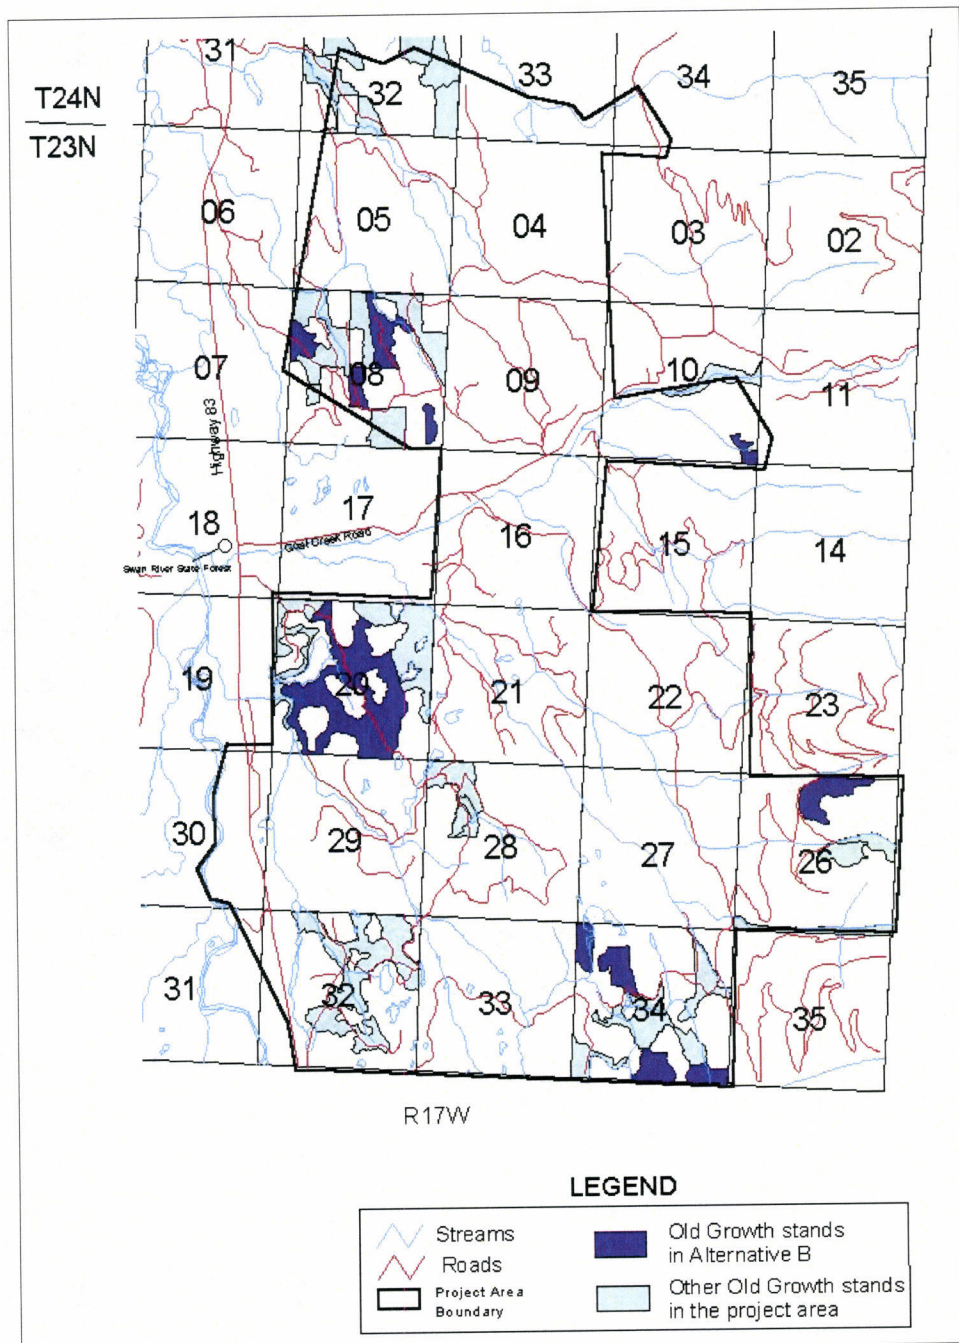 T24N
T23N
31
32
33
34
35
06
05
04
03
02
07
08
09
10
11
Highway 83
18
17
16
15
14
Goat Creek Road
Swan River State Forest
19
20
21
22
23
30
29
28
27
26
31
32
33
34
35
R17W
LEGEND
Streams
Roads
Project Area
Boundary
Old Growth stands
in Alternative B
Other Old Growth stands
in the project area